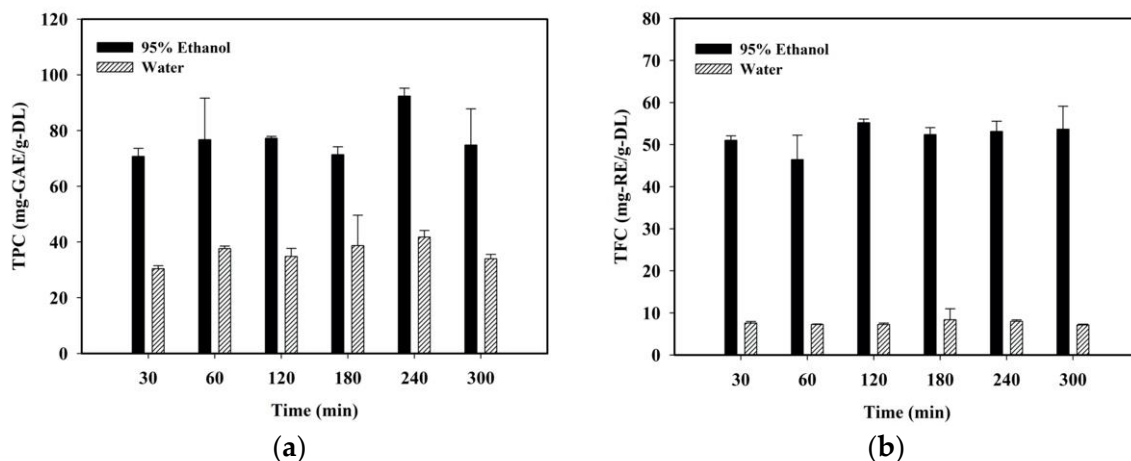 120
100
80
60
40
20
0
TPC (mg-GAE/g-DL)
95% Ethanol
Water
30 60 120 180 240 300
Time (min)
(a)
80
70
60
50
40
30
20
10
0
TFC (mg-RE/g-DL)
95% Ethanol
Water
30 60 120 180 240 300
Time (min)
(b)